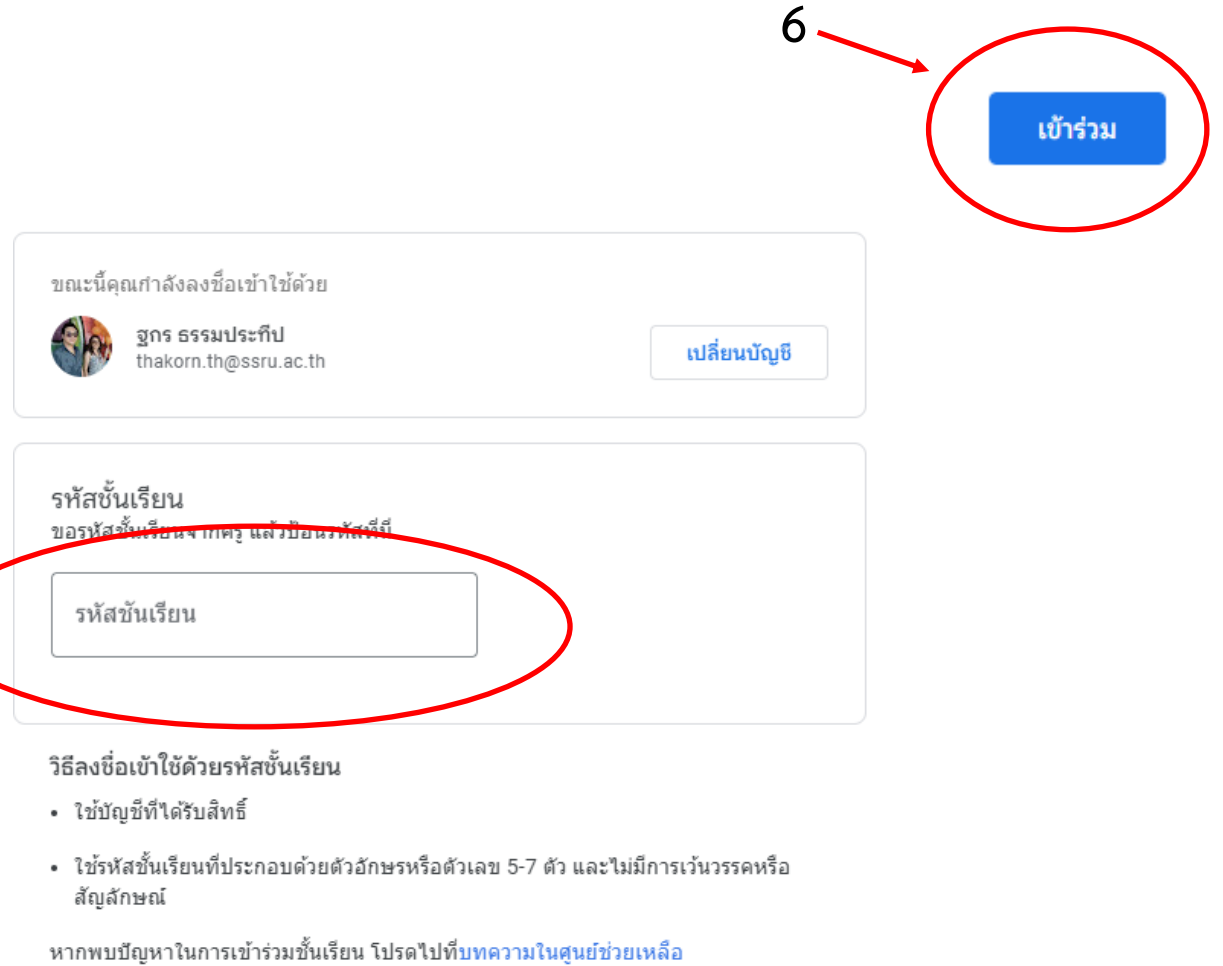 6
เข้าร่วม
ขณะนี้คุณกำลังลงชื่อเข้าใช้ด้วย
ฐกร ธรรมประทีป
thakorn.th@ssru.ac.th
เปลี่ยนบัญชี
รหัสชั้นเรียน
ขอรหัสชั้นเรียนจากครู แล้วป้อนรหัสที่นี่
รหัสชั้นเรียน
วิธีลงชื่อเข้าใช้ด้วยรหัสชั้นเรียน
• ใช้บัญชีที่ได้รับสิทธิ์
• ใช้รหัสชั้นเรียนที่ประกอบด้วยตัวอักษรหรือตัวเลข 5-7 ตัว และไม่มีการเว้นวรรคหรือ
สัญลักษณ์
หากพบปัญหาในการเข้าร่วมชั้นเรียน โปรดไปที่บทความในศูนย์ช่วยเหลือ